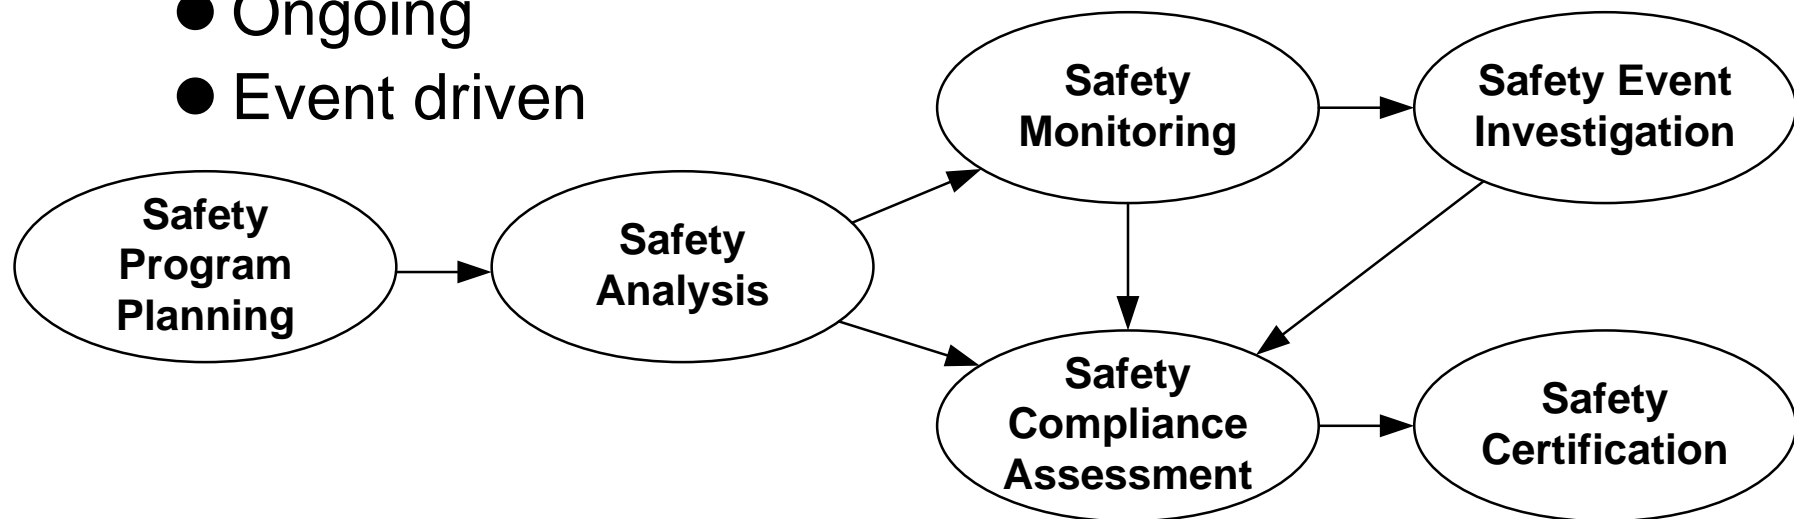 ● Ongoing
● Event driven
Safety
Monitoring
Safety Event
Investigation
Safety
Program
Planning
Safety
Analysis
Safety
Compliance
Assessment
Safety
Certification